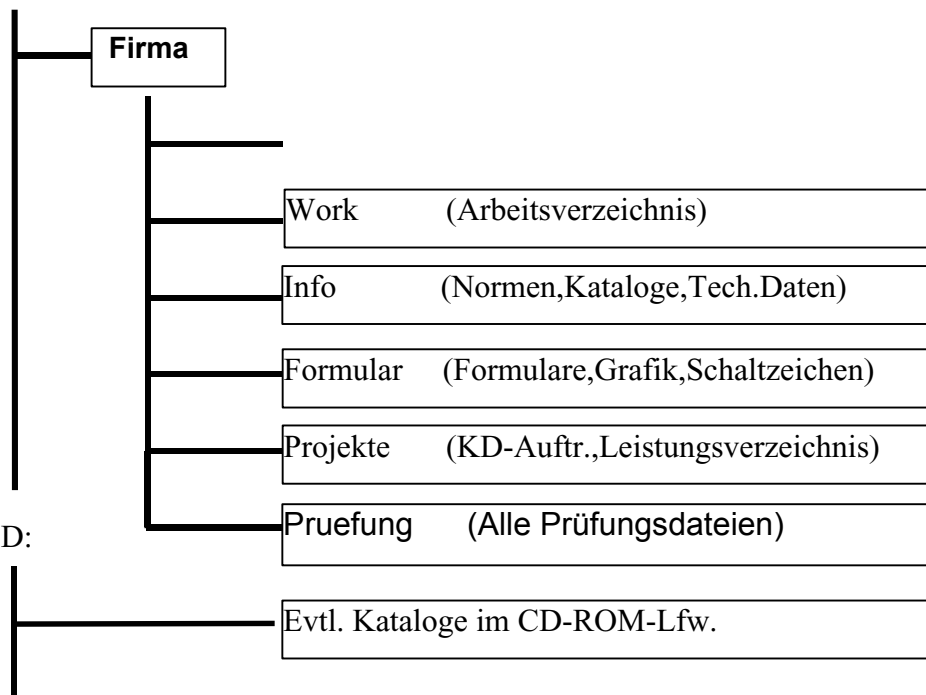 Firma
Work (Arbeitsverzeichnis)
Info (Normen,Kataloge,Tech.Daten)
Formular (Formulare,Grafik,Schaltzeichen)
Projekte (KD-Auftr.,Leistungsverzeichnis)
Pruefung (Alle Prüfungsdateien)
D:
Evtl. Kataloge im CD-ROM-Lfw.